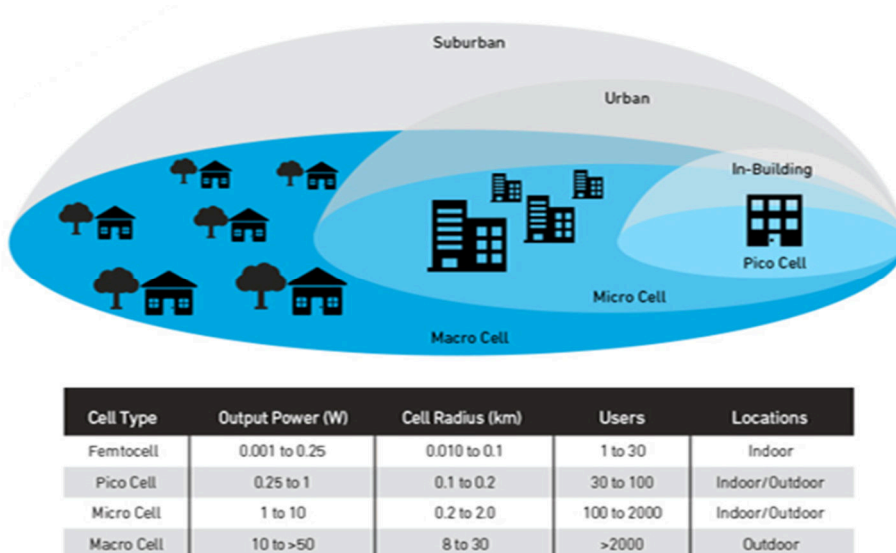 Suburban
Urban
In-Building
Pico Cell
Micro Cell
Macro Cell
Cell Type Output Power (W) Cell Radius (km) Users Locations
Femtocell 0.001 to 0.25 0.010 to 0.1 1 to 30 Indoor
Pico Cell 0.25 to 1 0.1 to 0.2 30 to 100 Indoor/Outdoor
Micro Cell 1 to 10 0.2 to 2.0 100 to 2000 Indoor/Outdoor
Macro Cell 10 to >50 8 to 30 >2000 Outdoor